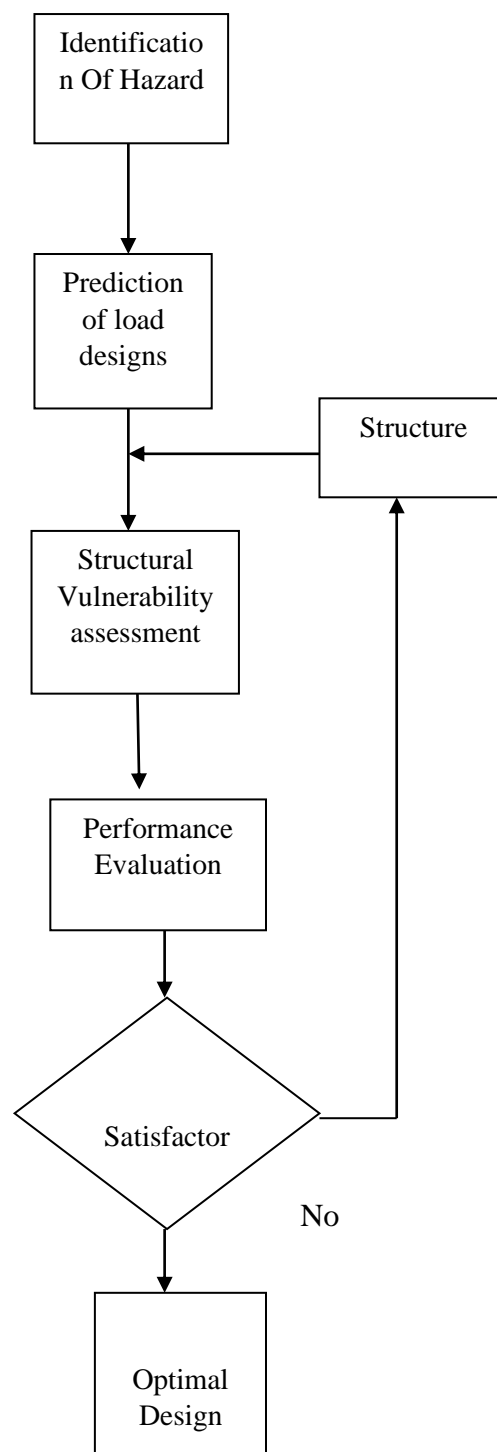 Identificatio
n Of Hazard
Prediction
of load
designs
Structure
Structural
Vulnerability
assessment
Performance
Evaluation
Satisfactor
No
Optimal
Design